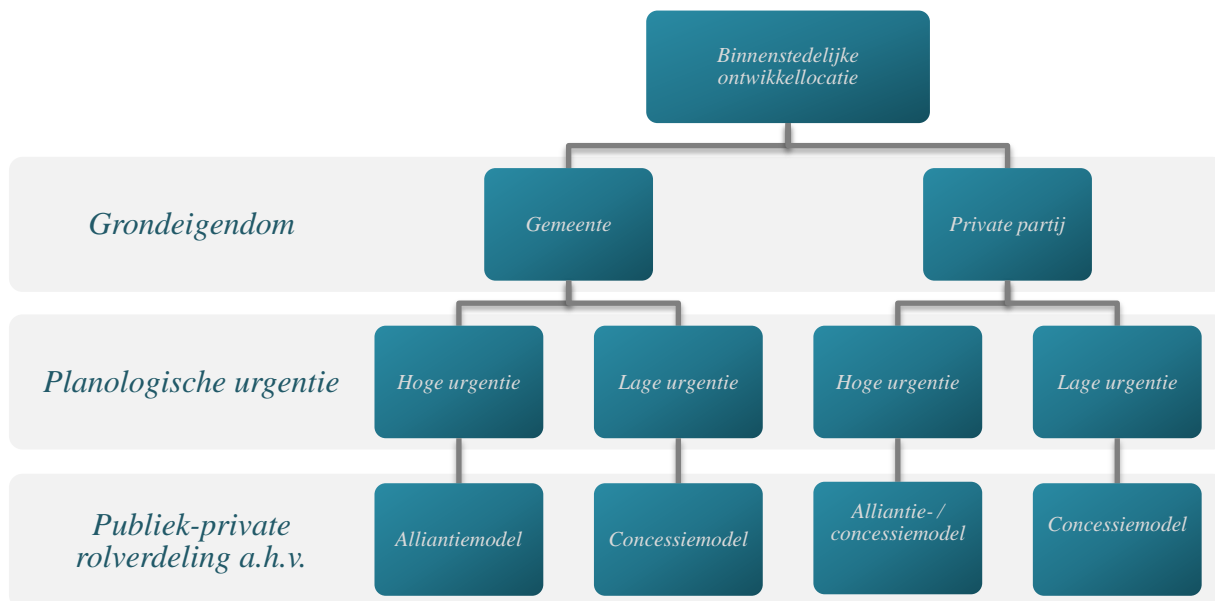 Binnenstedelijke
ontwikkellocatie
Grondeigendom
Gemeente
Private partij
Planologische urgentie
Hoge urgentie
Lage urgentie
Hoge urgentie
Lage urgentie
Publiek-private
rolverdeling a.h.v.
Alliantiemodel
Concessiemodel
Alliantie- /
concessiemodel
Concessiemodel